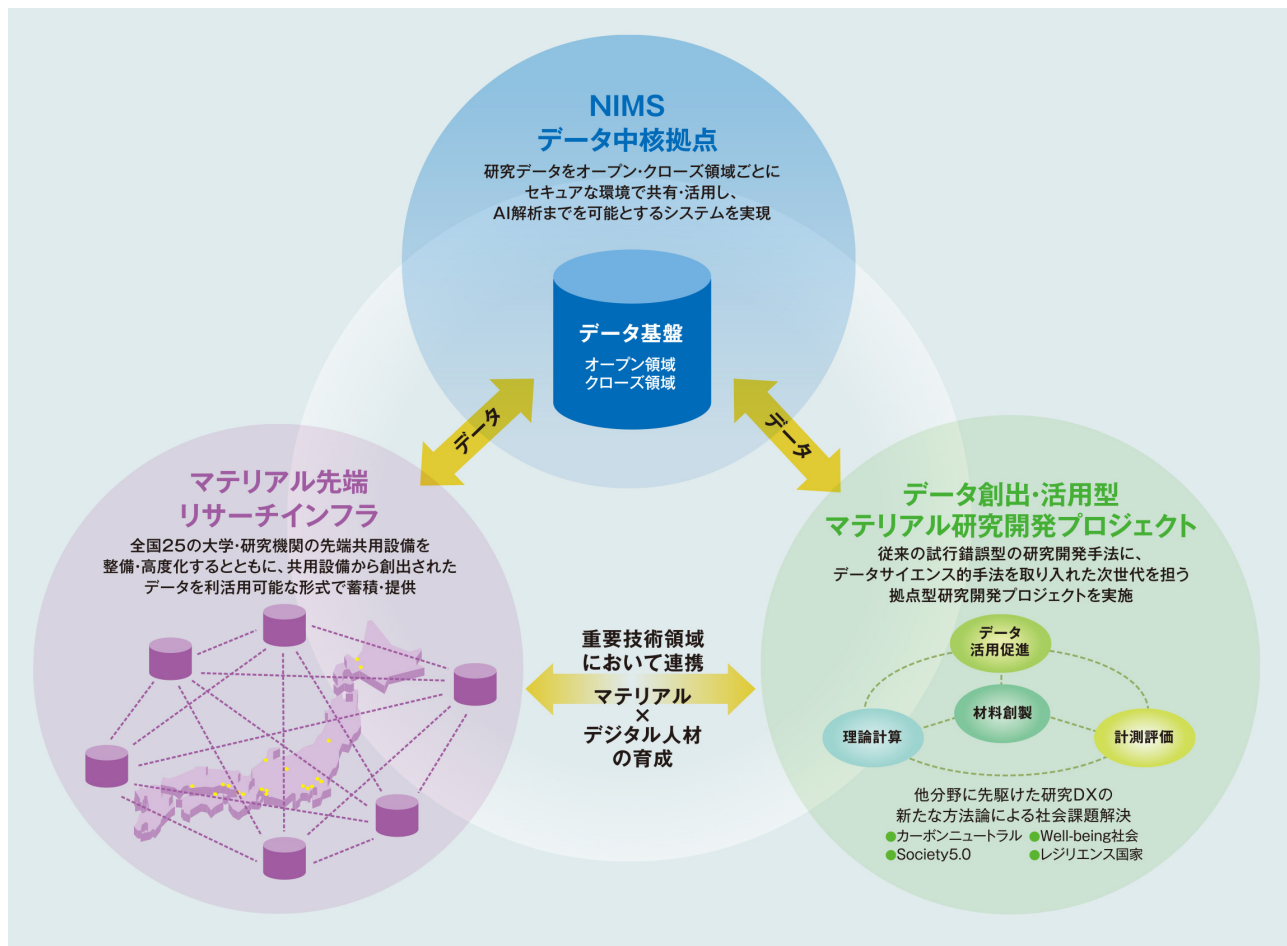 NIMS
データ中核拠点
研究データをオープン・クローズ領域ごとに
セキュアな環境で共有・活用し、
AI解析までを可能とするシステムを実現
データ基盤
オープン領域
クローズ領域
データ
データ
マテリアル先端
リサーチインフラ
全国25の大学・研究機関の先端共用設備を
整備・高度化するとともに、共用設備から創出された
データを利活用可能な形式で蓄積・提供
データ創出・活用型
マテリアル研究開発プロジェクト
従来の試行錯誤型の研究開発手法に、
データサイエンス的手法を取り入れた次世代を担う
拠点型研究開発プロジェクトを実施
重要技術領域
において連携
マテリアル
×
デジタル人材
の育成
データ
活用促進
材料創製
理論計算
計測評価
他分野に先駆けた研究DXの
新たな方法論による社会課題解決
●カーボンニュートラル ●Well-being社会
●Society5.0 ●レジリエンス国家